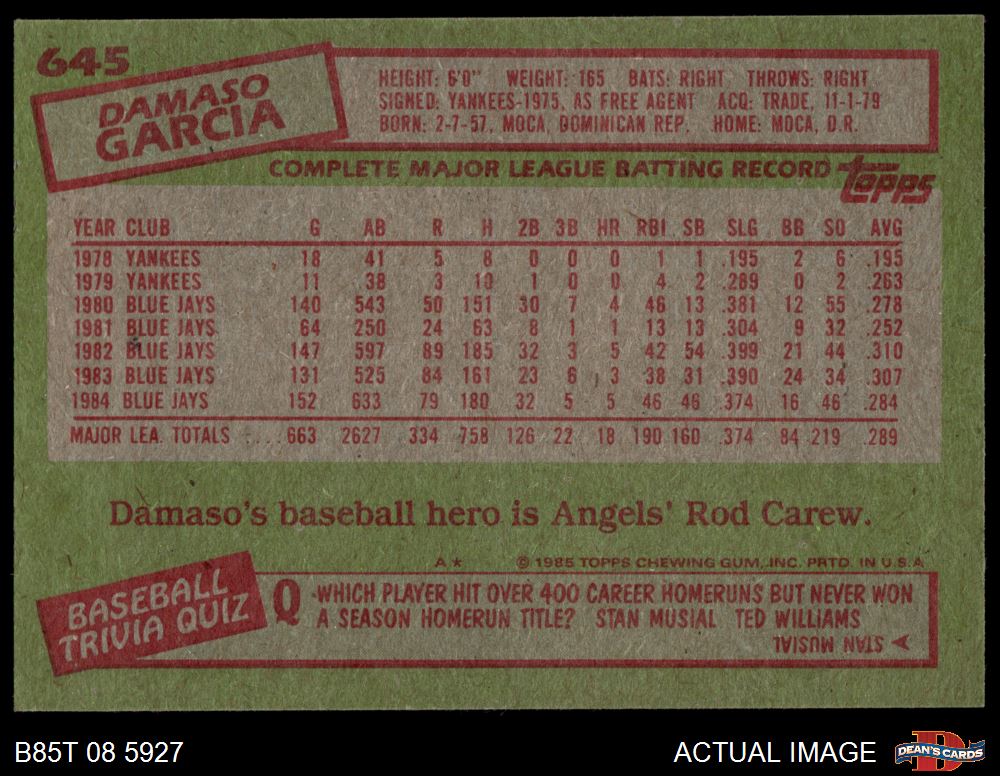 645
DAMASO
GARCIA
HEIGHT: 6'0" WEIGHT: 165 BATS: RIGHT THROWS: RIGHT
SIGNED: YANKEES-1975, AS FREE AGENT ACQ: TRADE, 11-1-79
BORN: 2-7-57, MOCA, DOMINICAN REP. HOME: MOCA, D.R.
COMPLETE MAJOR LEAGUE BATTING RECORD topps
YEAR CLUB G AB R H 2B 3B HR RBI SB SLG BB SO AVG
1978 YANKEES 18 41 5 8 0 0 0 1 1 .195 2 6 .195
1979 YANKEES 11 38 3 10 1 0 0 4 2 .289 0 2 .263
1980 BLUE JAYS 140 543 50 151 30 7 4 46 13 .381 12 55 .278
1981 BLUE JAYS 64 250 24 63 8 1 1 13 13 .304 9 32 .252
1982 BLUE JAYS 147 597 89 185 32 3 5 42 54 .399 21 44 .310
1983 BLUE JAYS 131 525 84 161 23 6 3 38 31 .390 24 34 .307
1984 BLUE JAYS 152 633 79 180 32 5 5 46 46 .374 16 46 .284
MAJOR LEA. TOTALS .... 663 2627 334 758 126 22 18 190 160 .374 84 219 .289
Damaso's baseball hero is Angels' Rod Carew.
A* © 1985 TOPPS CHEWING GUM, INC. PRTD. IN U.S.A.
BASEBALL
TRIVIA QUIZ
Q WHICH PLAYER HIT OVER 400 CAREER HOMERUNS BUT NEVER WON
A SEASON HOMERUN TITLE? STAN MUSIAL TED WILLIAMS
STAN MUSIAL
B85T 08 5927 ACTUAL IMAGE DEAN'S CARDS